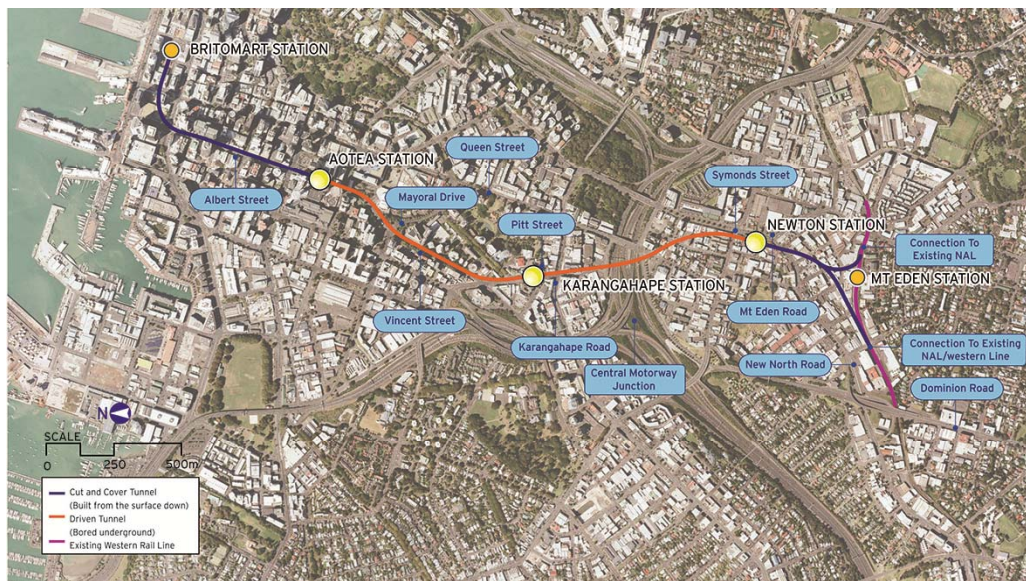 BRITOMART STATION
AOTEA STATION
Queen Street
Albert Street
Mayoral Drive
Symonds Street
Pitt Street
NEWTON STATION
Connection To
Existing NAL
KARANGAHAPE STATION
MT EDEN STATION
Vincent Street
Mt Eden Road
Karangahape Road
Connection To Existing
NAL/western Line
Central Motorway
Junction
New North Road
Dominion Road
N
SCALE
0 250 500m
Cut and Cover Tunnel
(Built from the surface down)
Driven Tunnel
(Bored underground)
Existing Western Rail Line